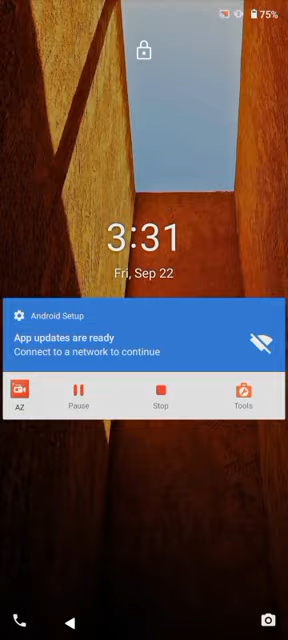 75%
3:31
Fri, Sep 22
Android Setup
App updates are ready
Connect to a network to continue
AZ
Pause
Stop
Tools